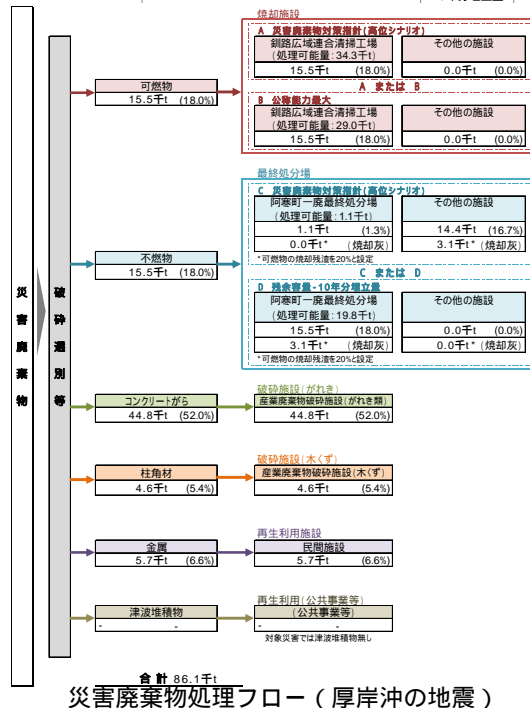 焼却施設
A 災害廃棄物対策指針(高位シナリオ)
釧路広域連合清掃工場
(処理可能量:34.3千t)
15.5千t (18.0%)
その他の施設
0.0千t (0.0%)
A または B
B 公称能力最大
釧路広域連合清掃工場
(処理可能量:29.0千t)
15.5千t (18.0%)
その他の施設
0.0千t (0.0%)
可燃物
15.5千t (18.0%)
最終処分場
C 災害廃棄物対策指針(高位シナリオ)
阿寒町一廃最終処分場
(処理可能量:1.1千t)
1.1千t (1.3%)
0.0千t* (焼却灰)
その他の施設
14.4千t (16.7%)
3.1千t* (焼却灰)
*可燃物の焼却残渣を20%と設定
C または D
D 残余容量-10年分埋立量
阿寒町一廃最終処分場
(処理可能量:19.8千t)
15.5千t (18.0%)
3.1千t* (焼却灰)
その他の施設
0.0千t (0.0%)
0.0千t* (焼却灰)
*可燃物の焼却残渣を20%と設定
不燃物
15.5千t (18.0%)
災害廃棄物
破砕選別等
コンクリートがら
44.8千t (52.0%)
破砕施設(がれき)
産業廃棄物破砕施設(がれき類)
44.8千t (52.0%)
柱角材
4.6千t (5.4%)
破砕施設(木くず)
産業廃棄物破砕施設(木くず)
4.6千t (5.4%)
金属
5.7千t (6.6%)
再生利用施設
民間施設
5.7千t (6.6%)
津波堆積物
- -
再生利用(公共事業等)
(公共事業等)
- -
対象災害では津波堆積物無し
合計 86.1千t
災害廃棄物処理フロー(厚岸沖の地震)